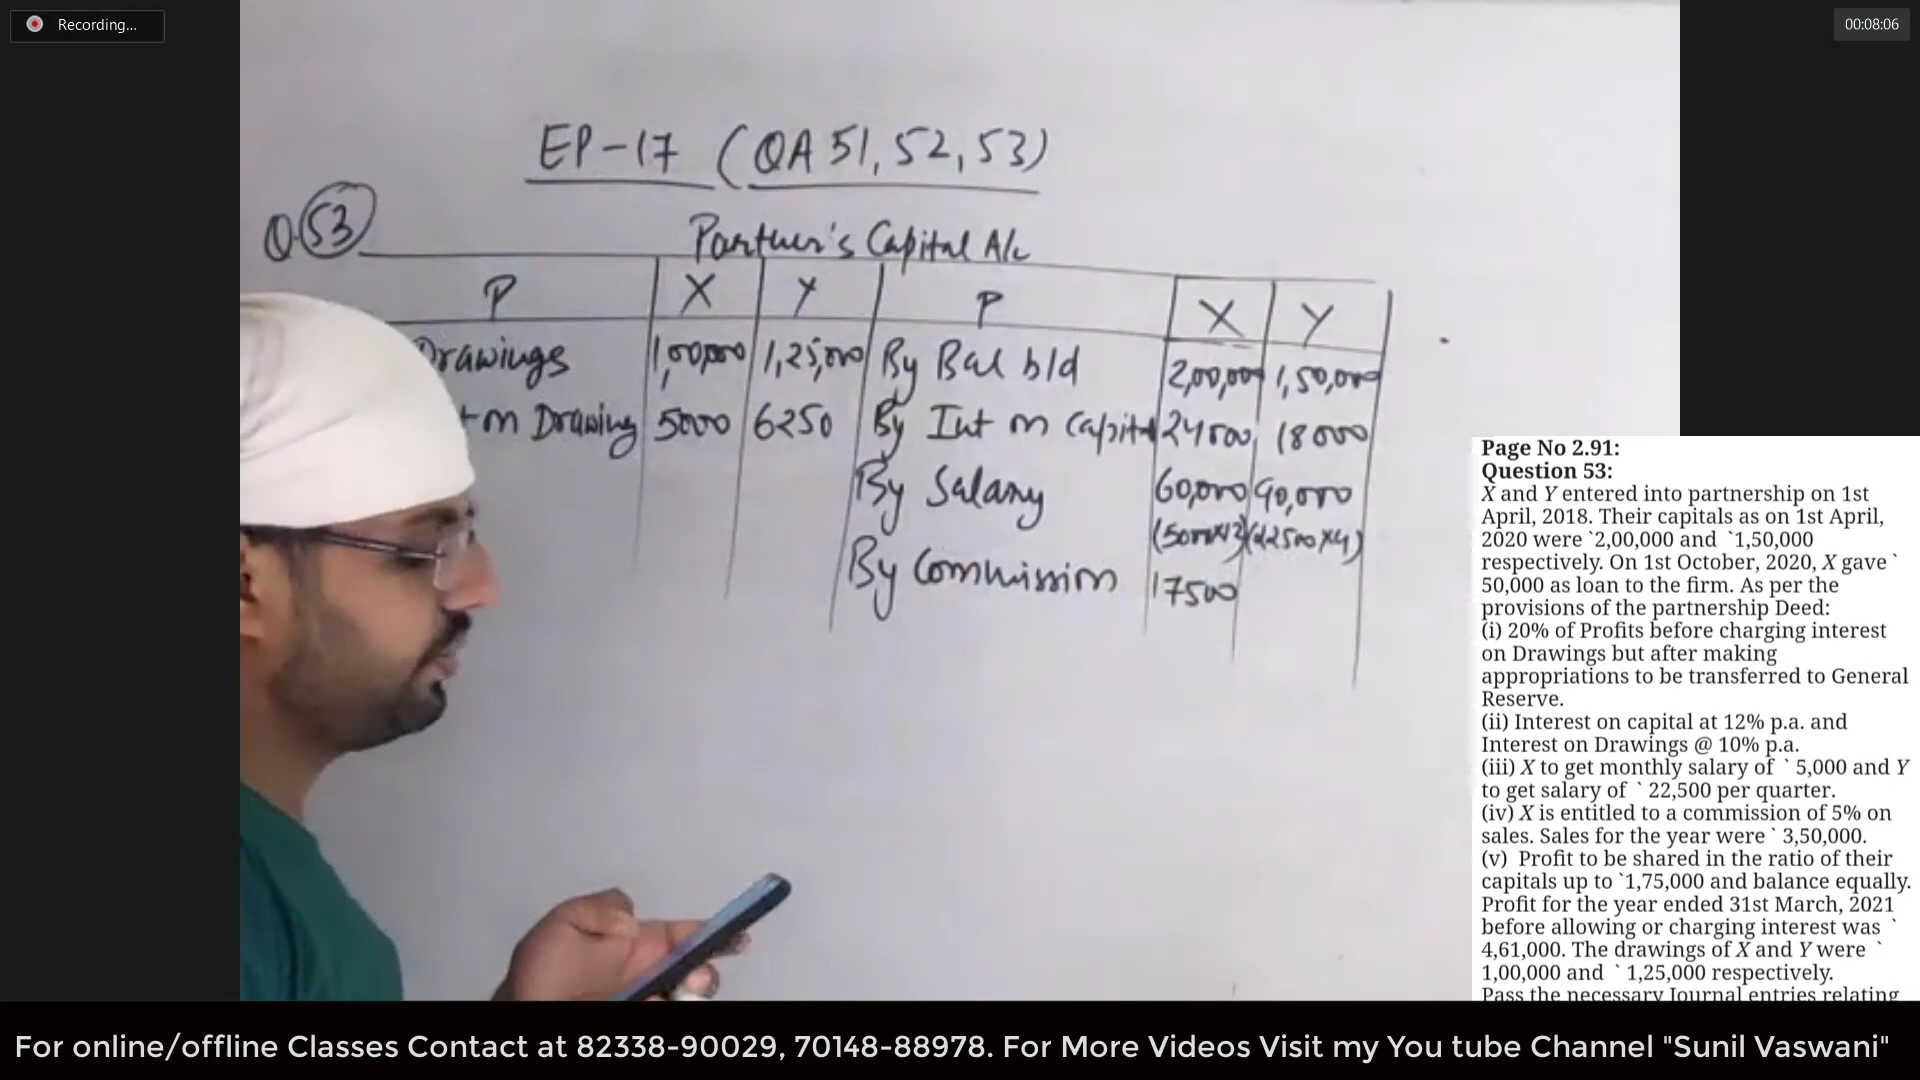 Recording...
00:08:06
EP-17 (QA 51, 52, 53)
Q.53
Partner's Capital A/c
P X Y P X Y
Drawings 1,00,000 1,25,000 By Bal b/d 2,00,000 1,50,000
t on Drawing 5000 6250 By Int on Capital 24000 18000
By Salary 60,000 90,000
(5000×12) (22500×4)
By Commission 17500
Page No 2.91:
Question 53:
X and Y entered into partnership on 1st
April, 2018. Their capitals as on 1st April,
2020 were `2,00,000 and `1,50,000
respectively. On 1st October, 2020, X gave `
50,000 as loan to the firm. As per the
provisions of the partnership Deed:
(i) 20% of Profits before charging interest
on Drawings but after making
appropriations to be transferred to General
Reserve.
(ii) Interest on capital at 12% p.a. and
Interest on Drawings @ 10% p.a.
(iii) X to get monthly salary of ` 5,000 and Y
to get salary of ` 22,500 per quarter.
(iv) X is entitled to a commission of 5% on
sales. Sales for the year were ` 3,50,000.
(v) Profit to be shared in the ratio of their
capitals up to `1,75,000 and balance equally.
Profit for the year ended 31st March, 2021
before allowing or charging interest was `
4,61,000. The drawings of X and Y were `
1,00,000 and ` 1,25,000 respectively.
Pass the necessary Journal entries relating
For online/offline Classes Contact at 82338-90029, 70148-88978. For More Videos Visit my You tube Channel "Sunil Vaswani"